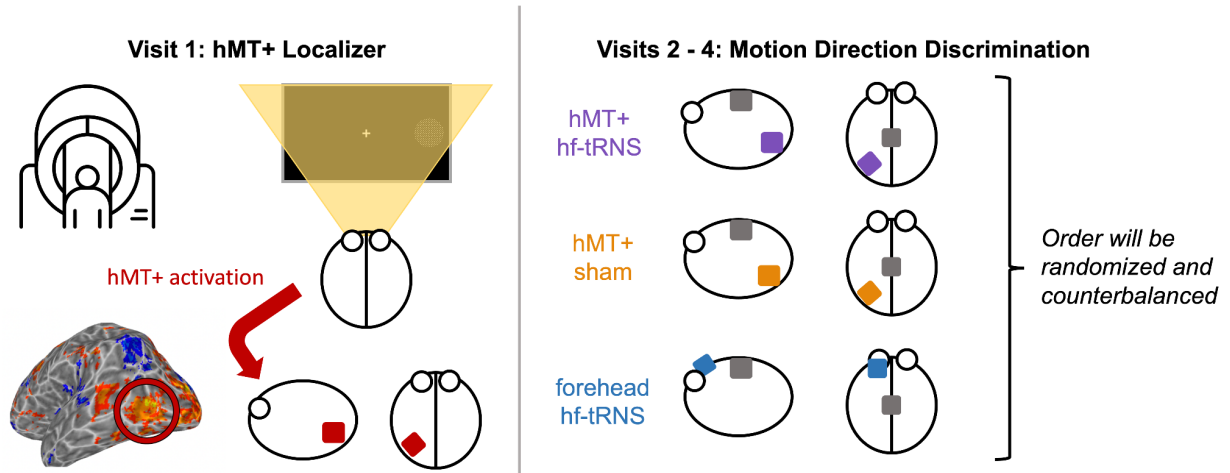 Visit 1: hMT+ Localizer
hMT+ activation
Visits 2 - 4: Motion Direction Discrimination
hMT+
hf-tRNS
hMT+
sham
forehead
hf-tRNS
Order will be
randomized and
counterbalanced